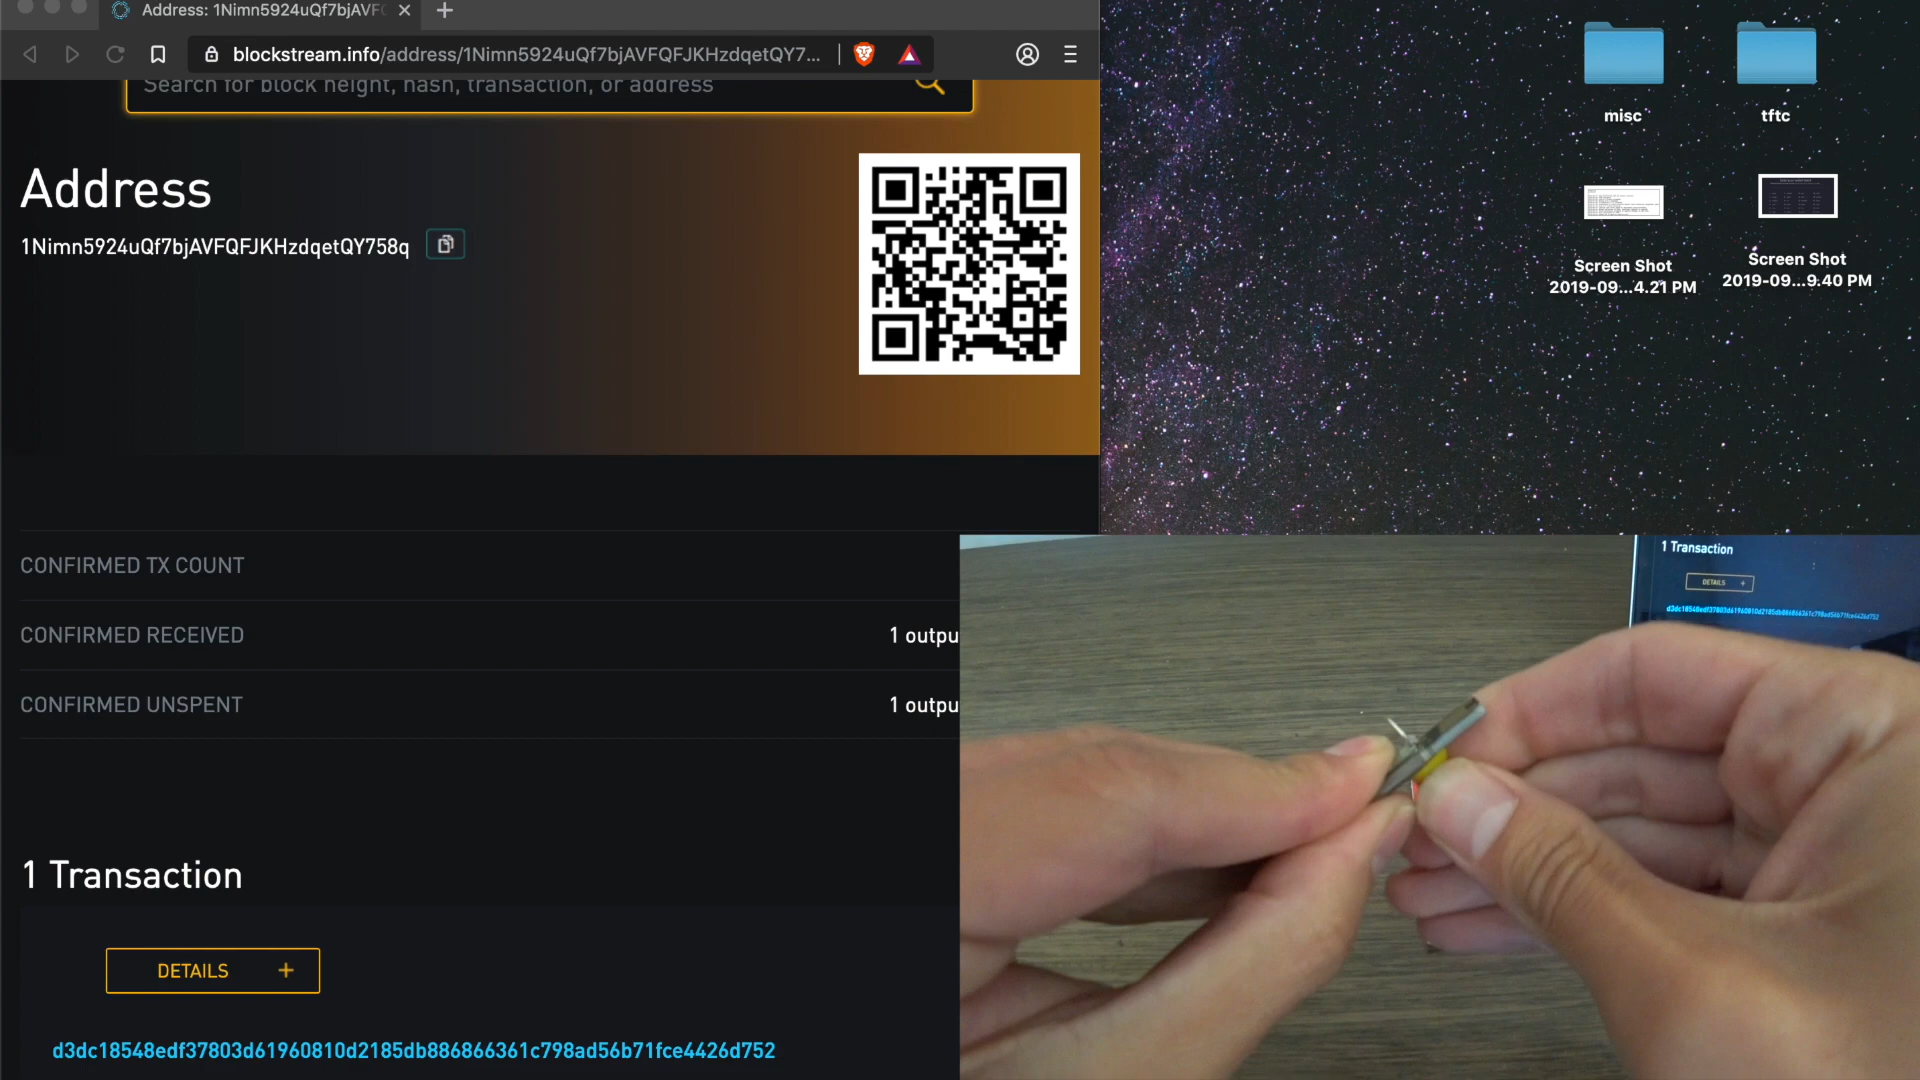 Address: 1Nimn5924uQf7bjAVFQ
blockstream.info/address/1Nimn5924uQf7bjAVFQFJKHzdqetQY7...
Search for block height, hash, transaction, or address
Address
1Nimn5924uQf7bjAVFQFJKHzdqetQY758q
CONFIRMED TX COUNT
CONFIRMED RECEIVED
1 outpu
CONFIRMED UNSPENT
1 outpu
1 Transaction
DETAILS +
d3dc18548edf37803d61960810d2185db886866361c798ad56b71fce4426d752
misc
tftc
Screen Shot
2019-09...4.21 PM
Screen Shot
2019-09...9.40 PM
1 Transaction
DETAILS +
d3dc18548edf37803d61960810d2185db886866361c798ad56b71fce4426d752